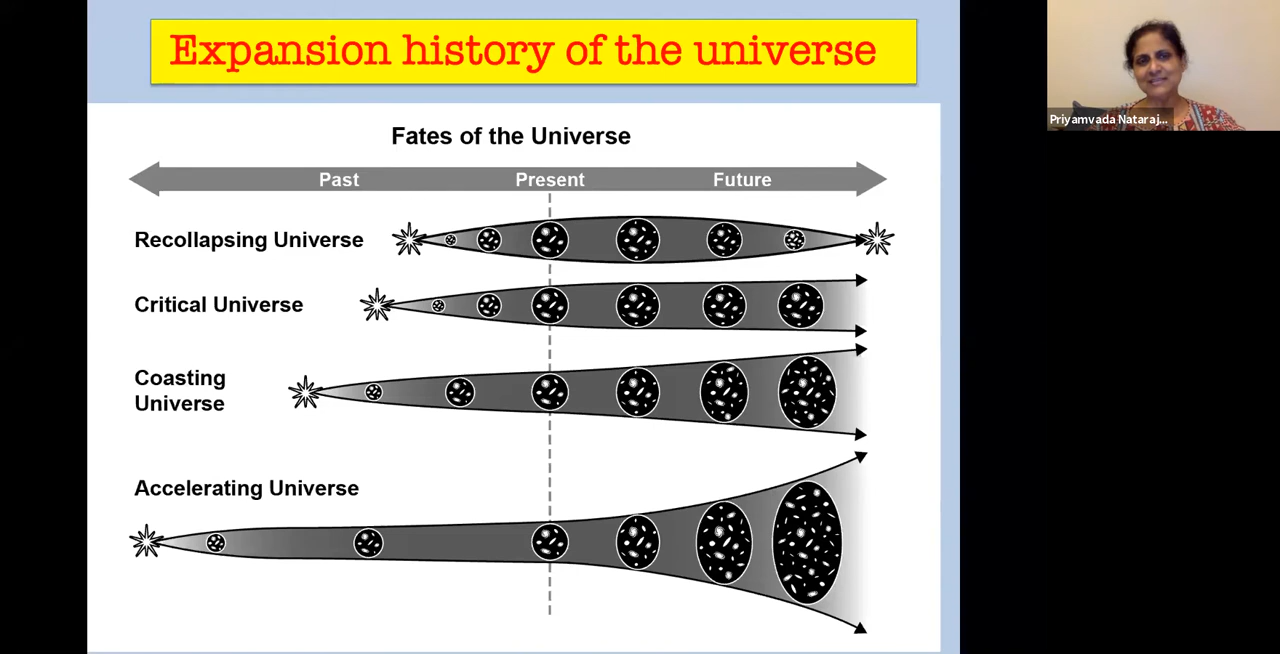 Expansion history of the universe
Priyamvada Nataraj...
Fates of the Universe
Past Present Future
Recollapsing Universe
Critical Universe
Coasting
Universe
Accelerating Universe